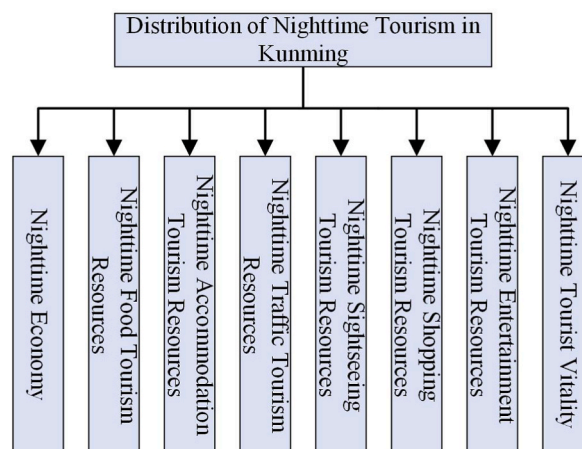 Distribution of Nighttime Tourism in
Kunming
Nighttime Economy
Nighttime Food Tourism
Resources
Nighttime Accommodation
Tourism Resources
Nighttime Traffic Tourism
Resources
Nighttime Sightseeing
Tourism Resources
Nighttime Shopping
Tourism Resources
Nighttime Entertainment
Tourism Resources
Nighttime Tourist Vitality